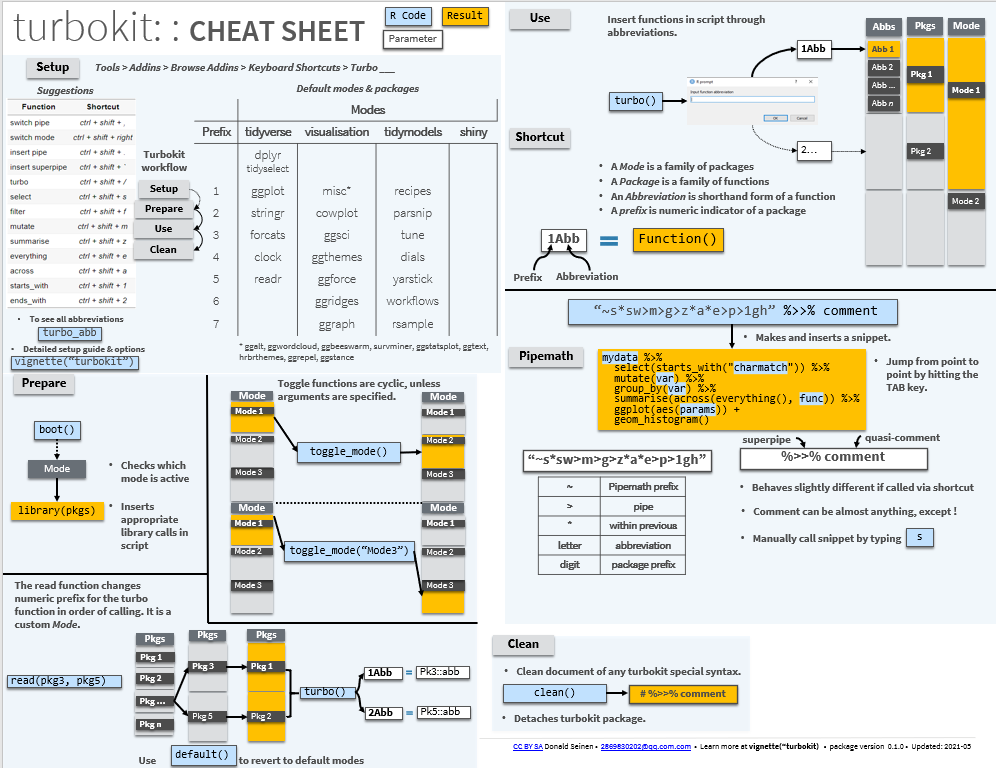 turbokit: : CHEAT SHEET
R Code
Result
Parameter
Setup
Tools > Addins > Browse Addins > Keyboard Shortcuts > Turbo ___
Suggestions
Function Shortcut
switch pipe ctrl + shift + ,
switch mode ctrl + shift + right
insert pipe ctrl + shift + .
insert superpipe ctrl + shift + `
turbo ctrl + shift + /
select ctrl + shift + s
filter ctrl + shift + f
mutate ctrl + shift + m
summarise ctrl + shift + z
everything ctrl + shift + e
across ctrl + shift + a
starts_with ctrl + shift + 1
ends_with ctrl + shift + 2
• To see all abbreviations
turbo_abb
• Detailed setup guide & options
vignette(“turbokit”)
Turbokit
workflow
Setup
Prepare
Use
Clean
Default modes & packages
Modes
Prefix tidyverse visualisation tidymodels shiny
dplyr
tidyselect
1 ggplot misc* recipes
2 stringr cowplot parsnip
3 forcats ggsci tune
4 clock ggthemes dials
5 readr ggforce yarstick
6 ggridges workflows
7 ggraph rsample
* ggalt, ggwordcloud, ggbeeswarm, survminer, ggstatsplot, ggtext,
hrbrthemes, ggrepel, ggstance
Prepare
boot()
Mode
library(pkgs)
• Checks which
mode is active
• Inserts
appropriate
library calls in
script
Toggle functions are cyclic, unless
arguments are specified.
Mode
Mode 1
Mode 2
Mode 3
toggle_mode()
Mode
Mode 1
Mode 2
Mode 3
Mode
Mode 1
Mode 2
Mode 3
toggle_mode(“Mode3”)
Mode
Mode 1
Mode 2
Mode 3
The read function changes
numeric prefix for the turbo
function in order of calling. It is a
custom Mode.
read(pkg3, pkg5)
Pkgs
Pkg 1
Pkg 2
Pkg ...
Pkg n
Pkgs
Pkg 3
Pkg 5
Pkgs
Pkg 1
Pkg 2
turbo()
1Abb = Pk3::abb
2Abb = Pk5::abb
Use default() to revert to default modes
Use
Insert functions in script through
abbreviations.
turbo()
R prompt
Input function abbreviation
OK Cancel
1Abb
2...
Abbs Pkgs Mode
Abb 1
Abb 2
Abb ...
Abb n
Pkg 1
Pkg 2
Mode 1
Mode 2
Shortcut
• A Mode is a family of packages
• A Package is a family of functions
• An Abbreviation is shorthand form of a function
• A prefix is numeric indicator of a package
1Abb = Function()
Prefix Abbreviation
“~s*sw>m>g>z*a*e>p>1gh” %>>% comment
• Makes and inserts a snippet.
Pipemath
mydata %>%
select(starts_with("charmatch")) %>%
mutate(var) %>%
group_by(var) %>%
summarise(across(everything(), func)) %>%
ggplot(aes(params)) +
geom_histogram()
• Jump from point to
point by hitting the
TAB key.
“~s*sw>m>g>z*a*e>p>1gh”
~ Pipemath prefix
> pipe
* within previous
letter abbreviation
digit package prefix
superpipe quasi-comment
%>>% comment
• Behaves slightly different if called via shortcut
• Comment can be almost anything, except !
• Manually call snippet by typing s
Clean
• Clean document of any turbokit special syntax.
clean()
# %>>% comment
• Detaches turbokit package.
CC BY SA Donald Seinen • 2869830202@qq.com.com • Learn more at vignette(“turbokit) • package version 0.1.0 • Updated: 2021-05